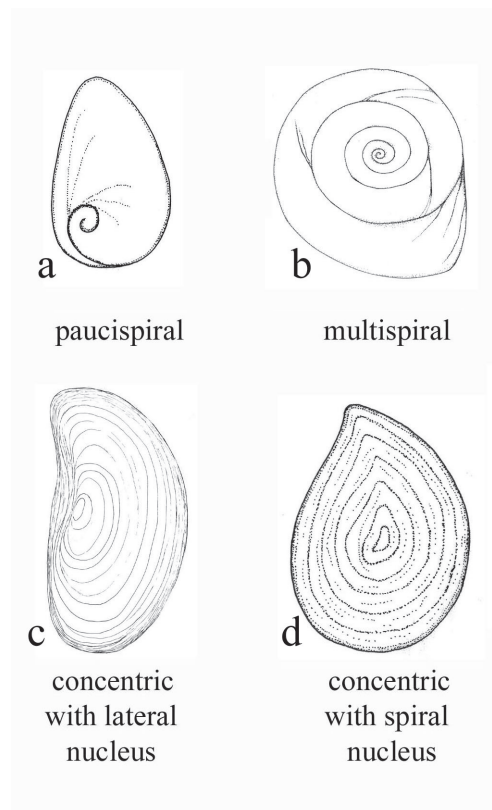 a
b
paucispiral
multispiral
c
d
concentric
with lateral
nucleus
concentric
with spiral
nucleus